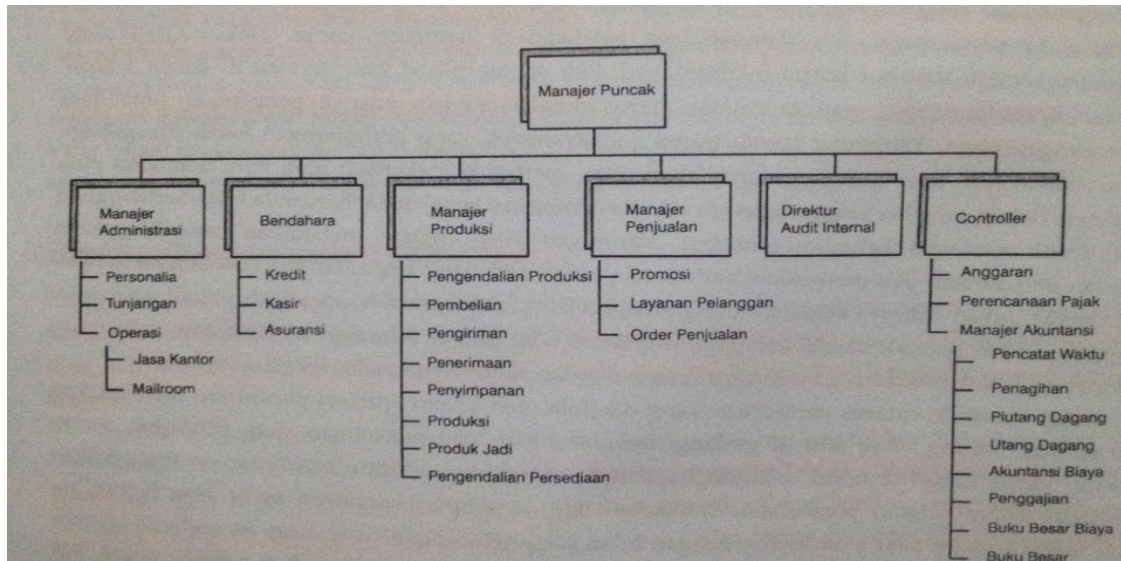 Manajer Puncak
Manajer
Administrasi
Bendahara
Manajer
Produksi
Manajer
Penjualan
Direktur
Audit Internal
Controller
Personalia
Tunjangan
Operasi
Jasa Kantor
Mailroom
Kredit
Kasir
Asuransi
Pengendalian Produksi
Pembelian
Pengiriman
Penerimaan
Penyimpanan
Produksi
Produk Jadi
Pengendalian Persediaan
Promosi
Layanan Pelanggan
Order Penjualan
Anggaran
Perencanaan Pajak
Manajer Akuntansi
Pencatat Waktu
Penagihan
Piutang Dagang
Utang Dagang
Akuntansi Biaya
Penggajian
Buku Besar Biaya
Buku Besar